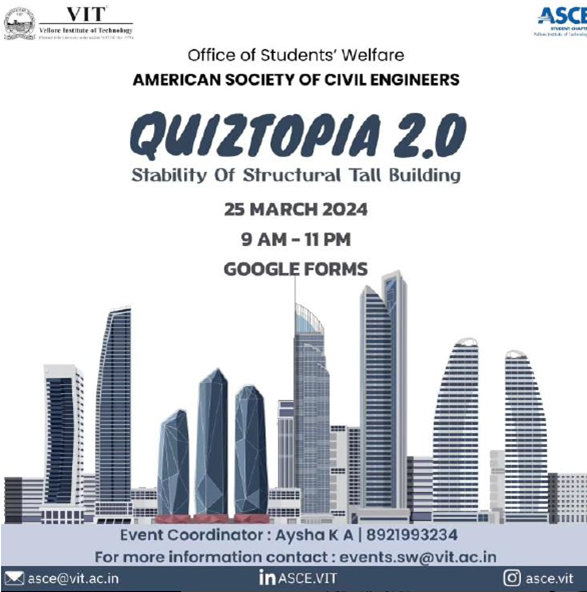 VIT
Vellore Institute of Technology
ASCE
STUDENT CHAPTER
Office of Students' Welfare
AMERICAN SOCIETY OF CIVIL ENGINEERS
QUIZTOPIA 2.0
Stability Of Structural Tall Building
25 MARCH 2024
9 AM - 11 PM
GOOGLE FORMS
Event Coordinator : Aysha K A | 8921993234
For more information contact : events.sw@vit.ac.in
asce@vit.ac.in
in ASCE.VIT
asce.vit